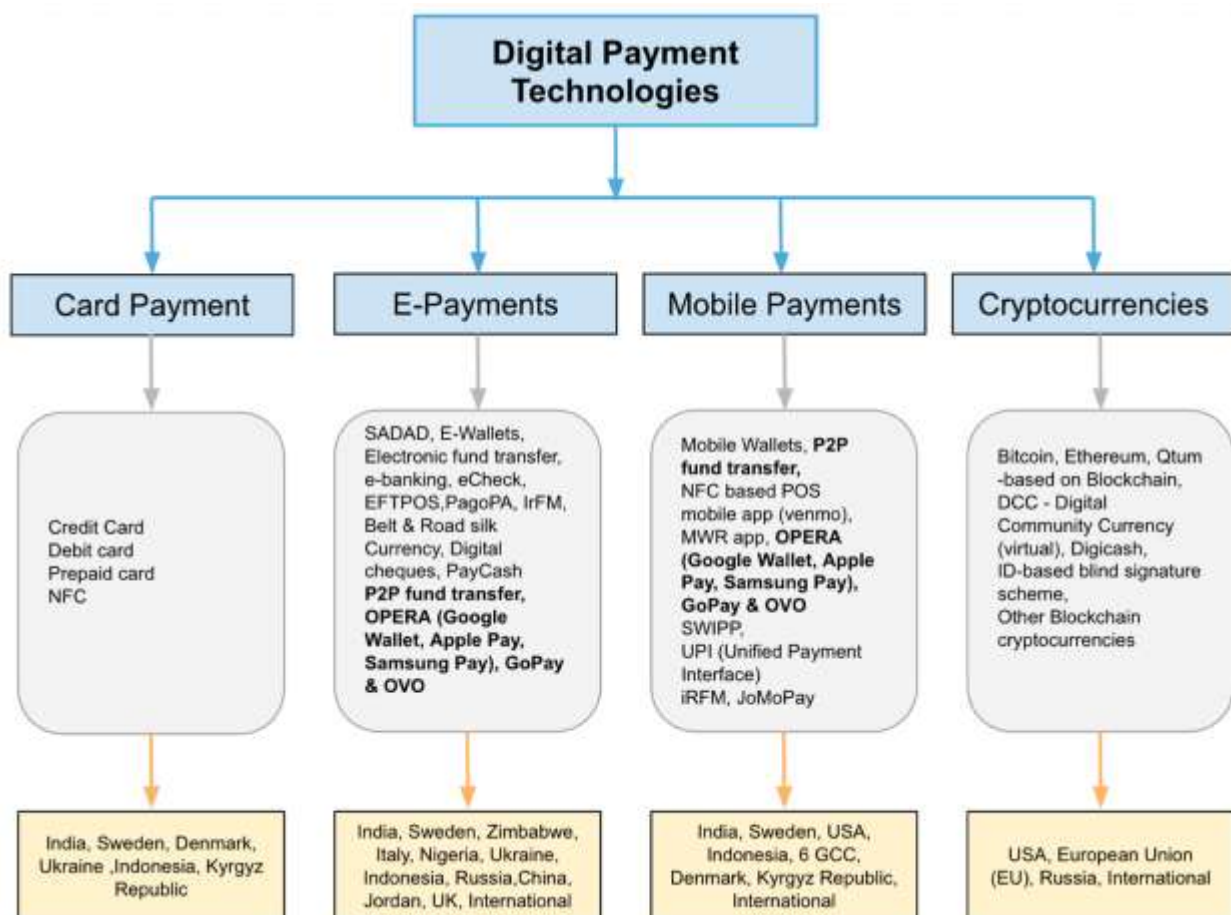 Digital Payment
Technologies
Card Payment
E-Payments
Mobile Payments
Cryptocurrencies
Credit Card
Debit card
Prepaid card
NFC
SADAD, E-Wallets,
Electronic fund transfer,
e-banking, eCheck,
EFTPOS,PagoPA, IrFM,
Belt & Road silk
Currency, Digital
cheques, PayCash
P2P fund transfer,
OPERA (Google
Wallet, Apple Pay,
Samsung Pay), GoPay
& OVO
Mobile Wallets, P2P
fund transfer,
NFC based POS
mobile app (venmo),
MWR app, OPERA
(Google Wallet, Apple
Pay, Samsung Pay),
GoPay & OVO
SWIPP,
UPI (Unified Payment
Interface)
iRFM, JoMoPay
Bitcoin, Ethereum, Qtum
-based on Blockchain,
DCC - Digital
Community Currency
(virtual), Digicash,
ID-based blind signature
scheme,
Other Blockchain
cryptocurrencies
India, Sweden, Denmark,
Ukraine ,Indonesia, Kyrgyz
Republic
India, Sweden, Zimbabwe,
Italy, Nigeria, Ukraine,
Indonesia, Russia,China,
Jordan, UK, International
India, Sweden, USA,
Indonesia, 6 GCC,
Denmark, Kyrgyz Republic,
International
USA, European Union
(EU), Russia, International